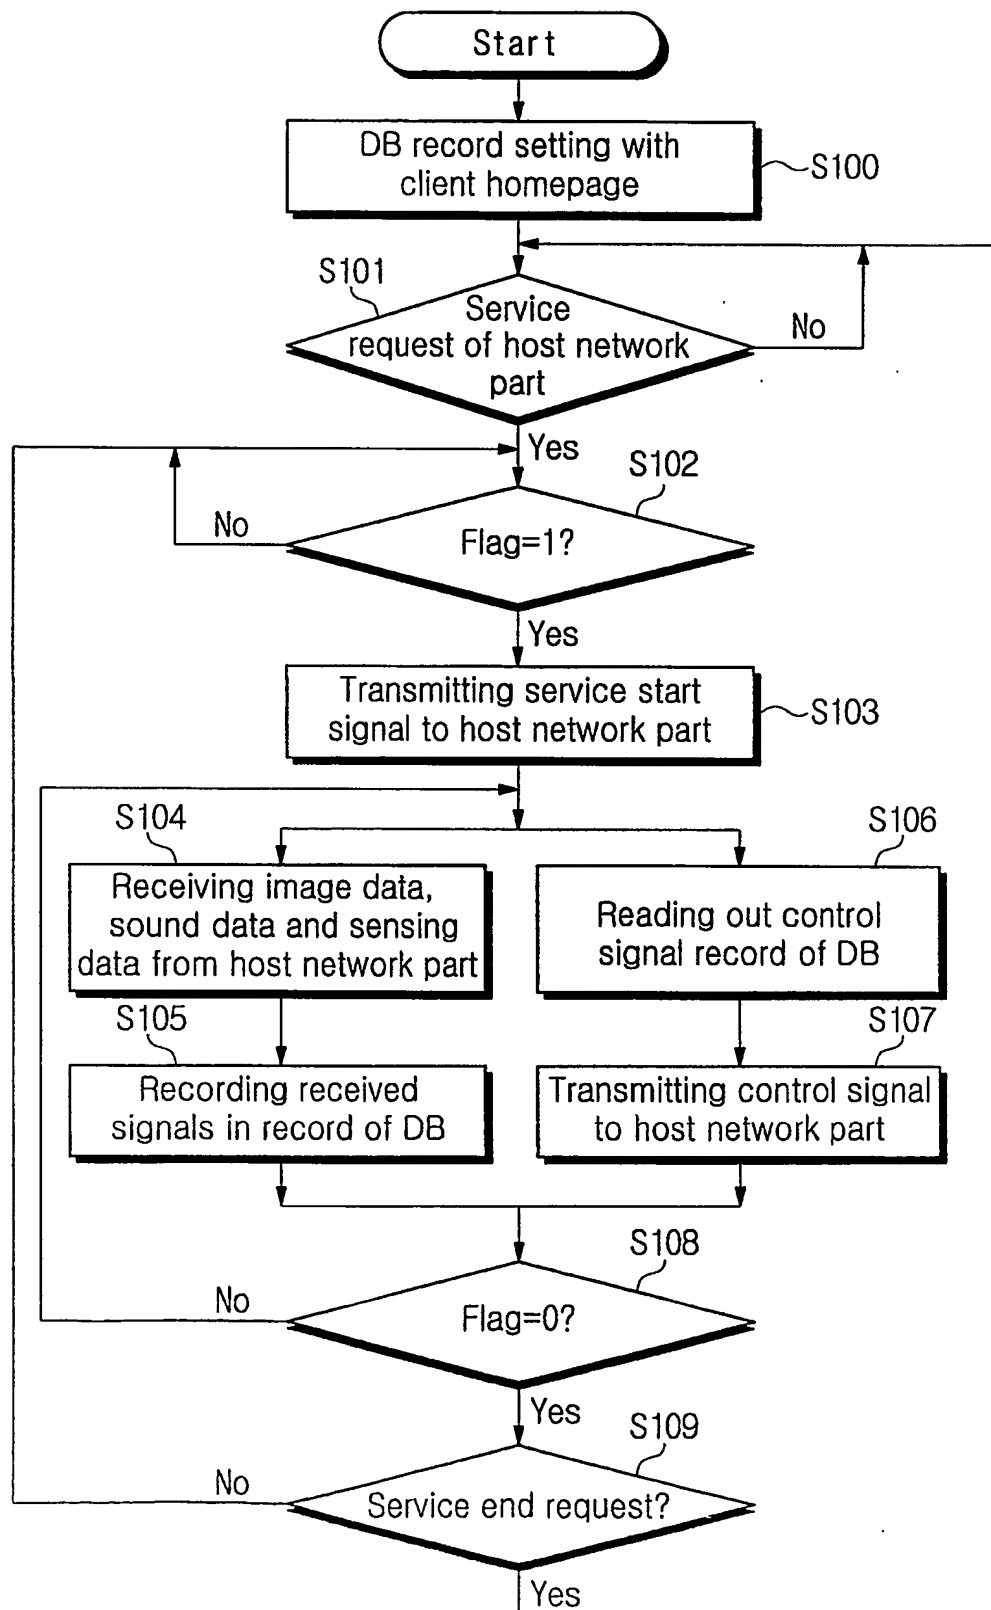 Start
DB record setting with
client homepage
S100
S101
Service
request of host network
part
No
Yes
S102
No
Flag=1?
Yes
Transmitting service start
signal to host network part
S103
S104
Receiving image data,
sound data and sensing
data from host network part
S106
Reading out control
signal record of DB
S105
Recording received
signals in record of DB
S107
Transmitting control signal
to host network part
S108
No
Flag=0?
Yes
S109
No
Service end request?
Yes